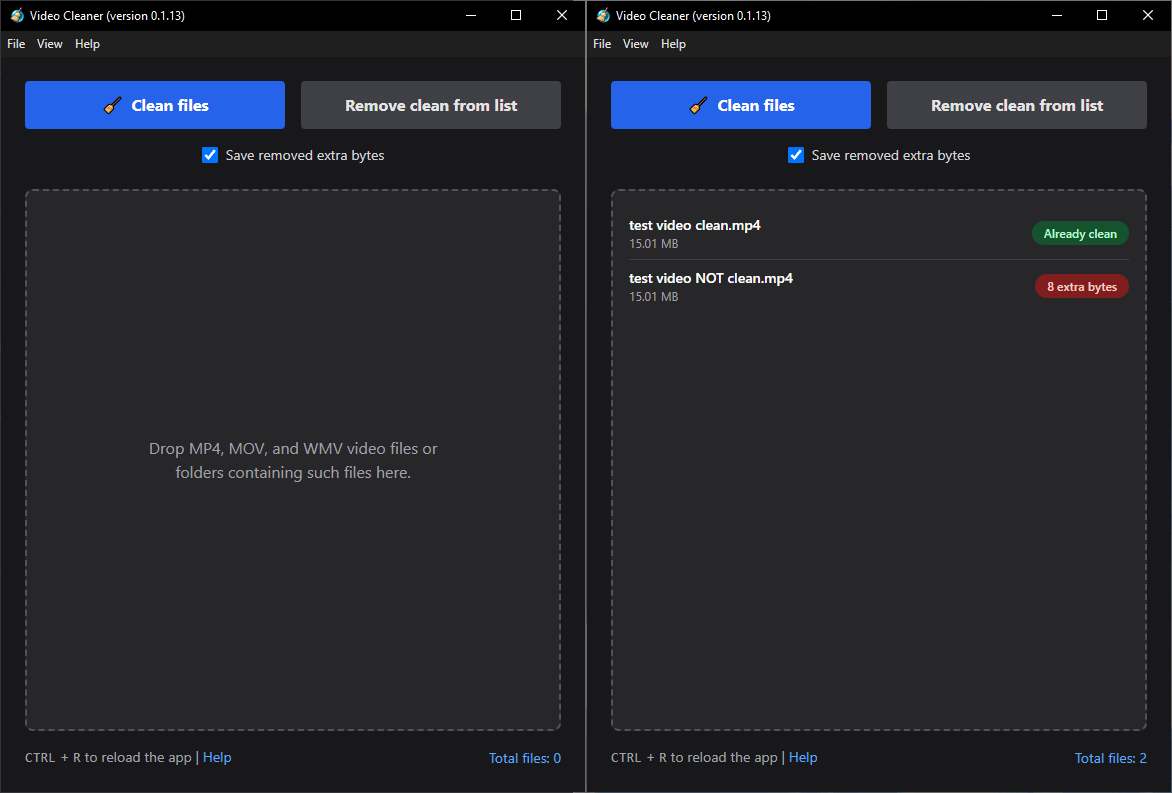 Video Cleaner (version 0.1.13)
File View Help
Clean files
Remove clean from list
Save removed extra bytes
Drop MP4, MOV, and WMV video files or
folders containing such files here.
CTRL + R to reload the app | Help
Total files: 0
Video Cleaner (version 0.1.13)
File View Help
Clean files
Remove clean from list
Save removed extra bytes
test video clean.mp4
15.01 MB
Already clean
test video NOT clean.mp4
15.01 MB
8 extra bytes
CTRL + R to reload the app | Help
Total files: 2